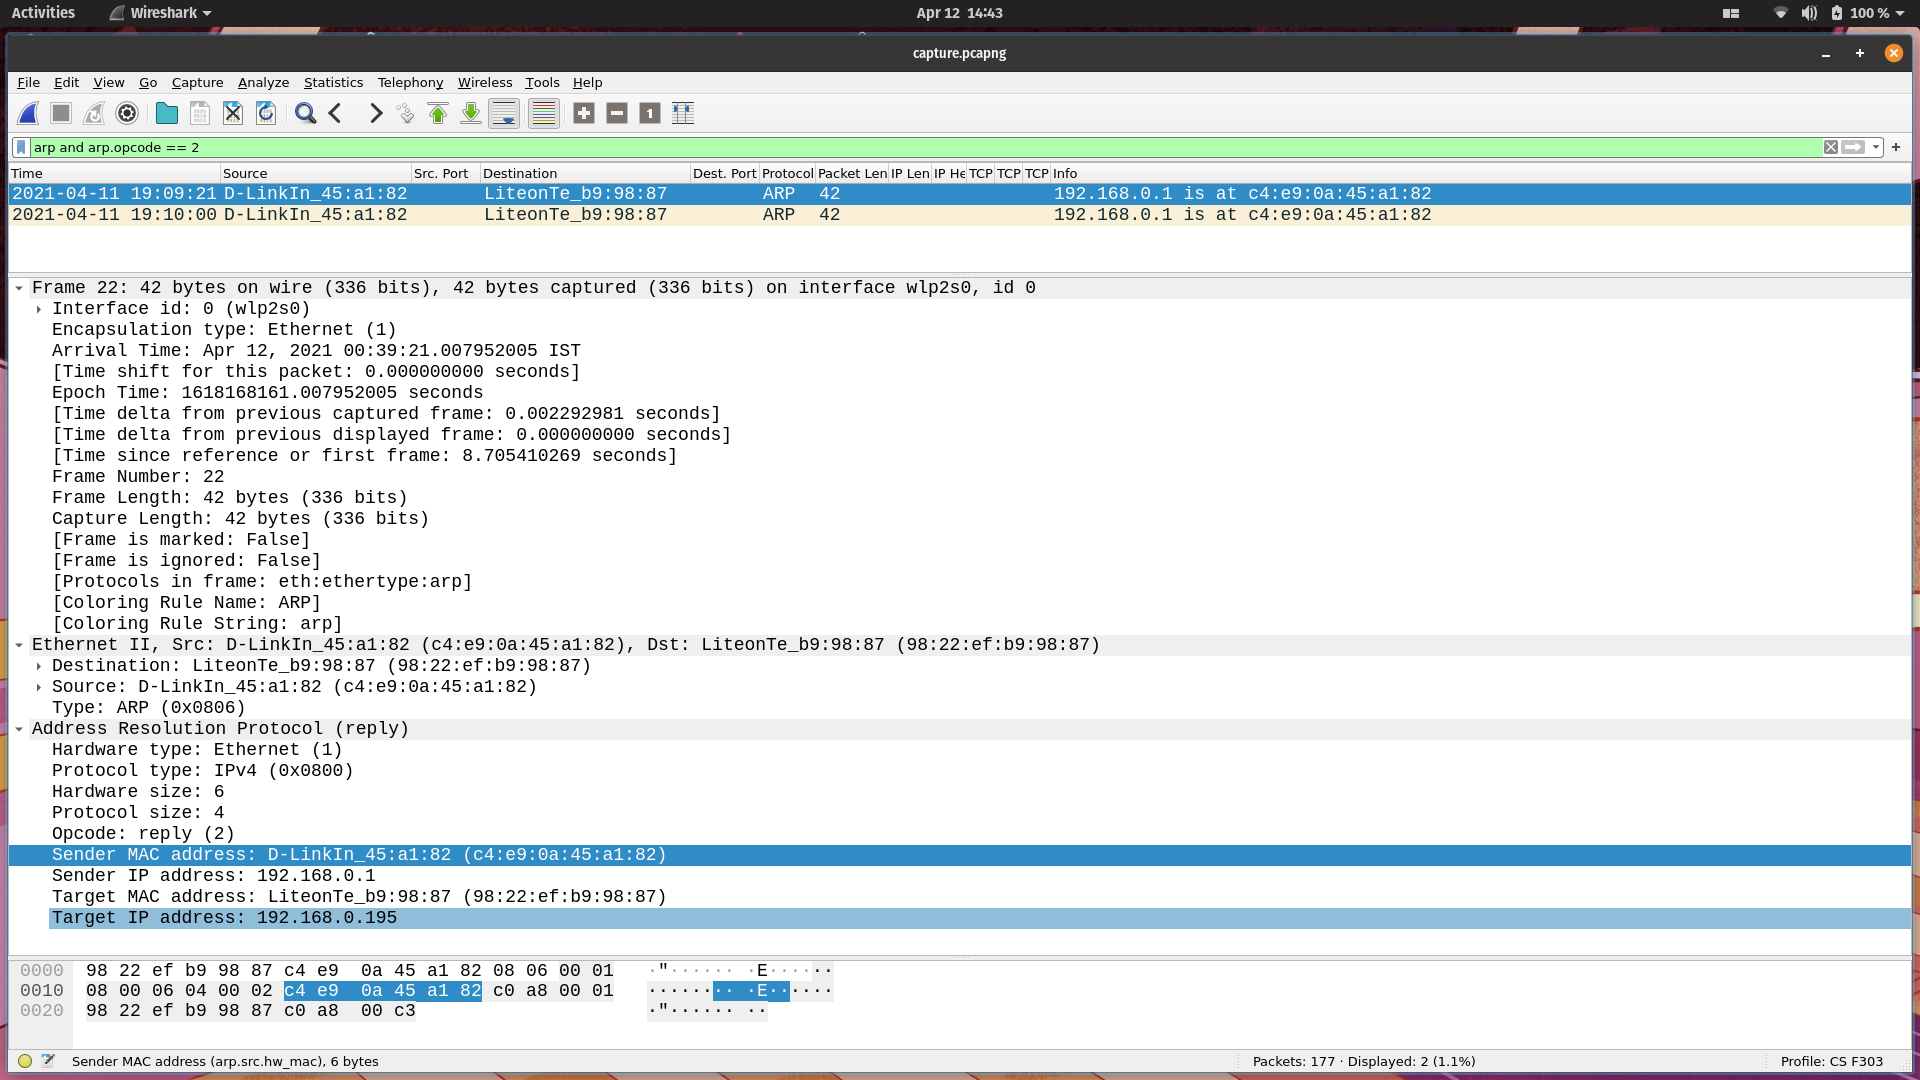 Activities Wireshark Apr 12 14:43 100 %
capture.pcapng
File Edit View Go Capture Analyze Statistics Telephony Wireless Tools Help
arp and arp.opcode == 2
Time Source Src. Port Destination Dest. Port Protocol Packet Len IP Len IP He TCP TCP TCP Info
2021-04-11 19:09:21 D-LinkIn_45:a1:82 LiteonTe_b9:98:87 ARP 42 192.168.0.1 is at c4:e9:0a:45:a1:82
2021-04-11 19:10:00 D-LinkIn_45:a1:82 LiteonTe_b9:98:87 ARP 42 192.168.0.1 is at c4:e9:0a:45:a1:82
Frame 22: 42 bytes on wire (336 bits), 42 bytes captured (336 bits) on interface wlp2s0, id 0
Interface id: 0 (wlp2s0)
Encapsulation type: Ethernet (1)
Arrival Time: Apr 12, 2021 00:39:21.007952005 IST
[Time shift for this packet: 0.000000000 seconds]
Epoch Time: 1618168161.007952005 seconds
[Time delta from previous captured frame: 0.002292981 seconds]
[Time delta from previous displayed frame: 0.000000000 seconds]
[Time since reference or first frame: 8.705410269 seconds]
Frame Number: 22
Frame Length: 42 bytes (336 bits)
Capture Length: 42 bytes (336 bits)
[Frame is marked: False]
[Frame is ignored: False]
[Protocols in frame: eth:ethertype:arp]
[Coloring Rule Name: ARP]
[Coloring Rule String: arp]
Ethernet II, Src: D-LinkIn_45:a1:82 (c4:e9:0a:45:a1:82), Dst: LiteonTe_b9:98:87 (98:22:ef:b9:98:87)
Destination: LiteonTe_b9:98:87 (98:22:ef:b9:98:87)
Source: D-LinkIn_45:a1:82 (c4:e9:0a:45:a1:82)
Type: ARP (0x0806)
Address Resolution Protocol (reply)
Hardware type: Ethernet (1)
Protocol type: IPv4 (0x0800)
Hardware size: 6
Protocol size: 4
Opcode: reply (2)
Sender MAC address: D-LinkIn_45:a1:82 (c4:e9:0a:45:a1:82)
Sender IP address: 192.168.0.1
Target MAC address: LiteonTe_b9:98:87 (98:22:ef:b9:98:87)
Target IP address: 192.168.0.195
0000 98 22 ef b9 98 87 c4 e9 0a 45 a1 82 08 06 00 01 ·"······ ·E······
0010 08 00 06 04 00 02 c4 e9 0a 45 a1 82 c0 a8 00 01 ········ ·E······
0020 98 22 ef b9 98 87 c0 a8 00 c3 ·"······ ··
Sender MAC address (arp.src.hw_mac), 6 bytes Packets: 177 · Displayed: 2 (1.1%) Profile: CS F303